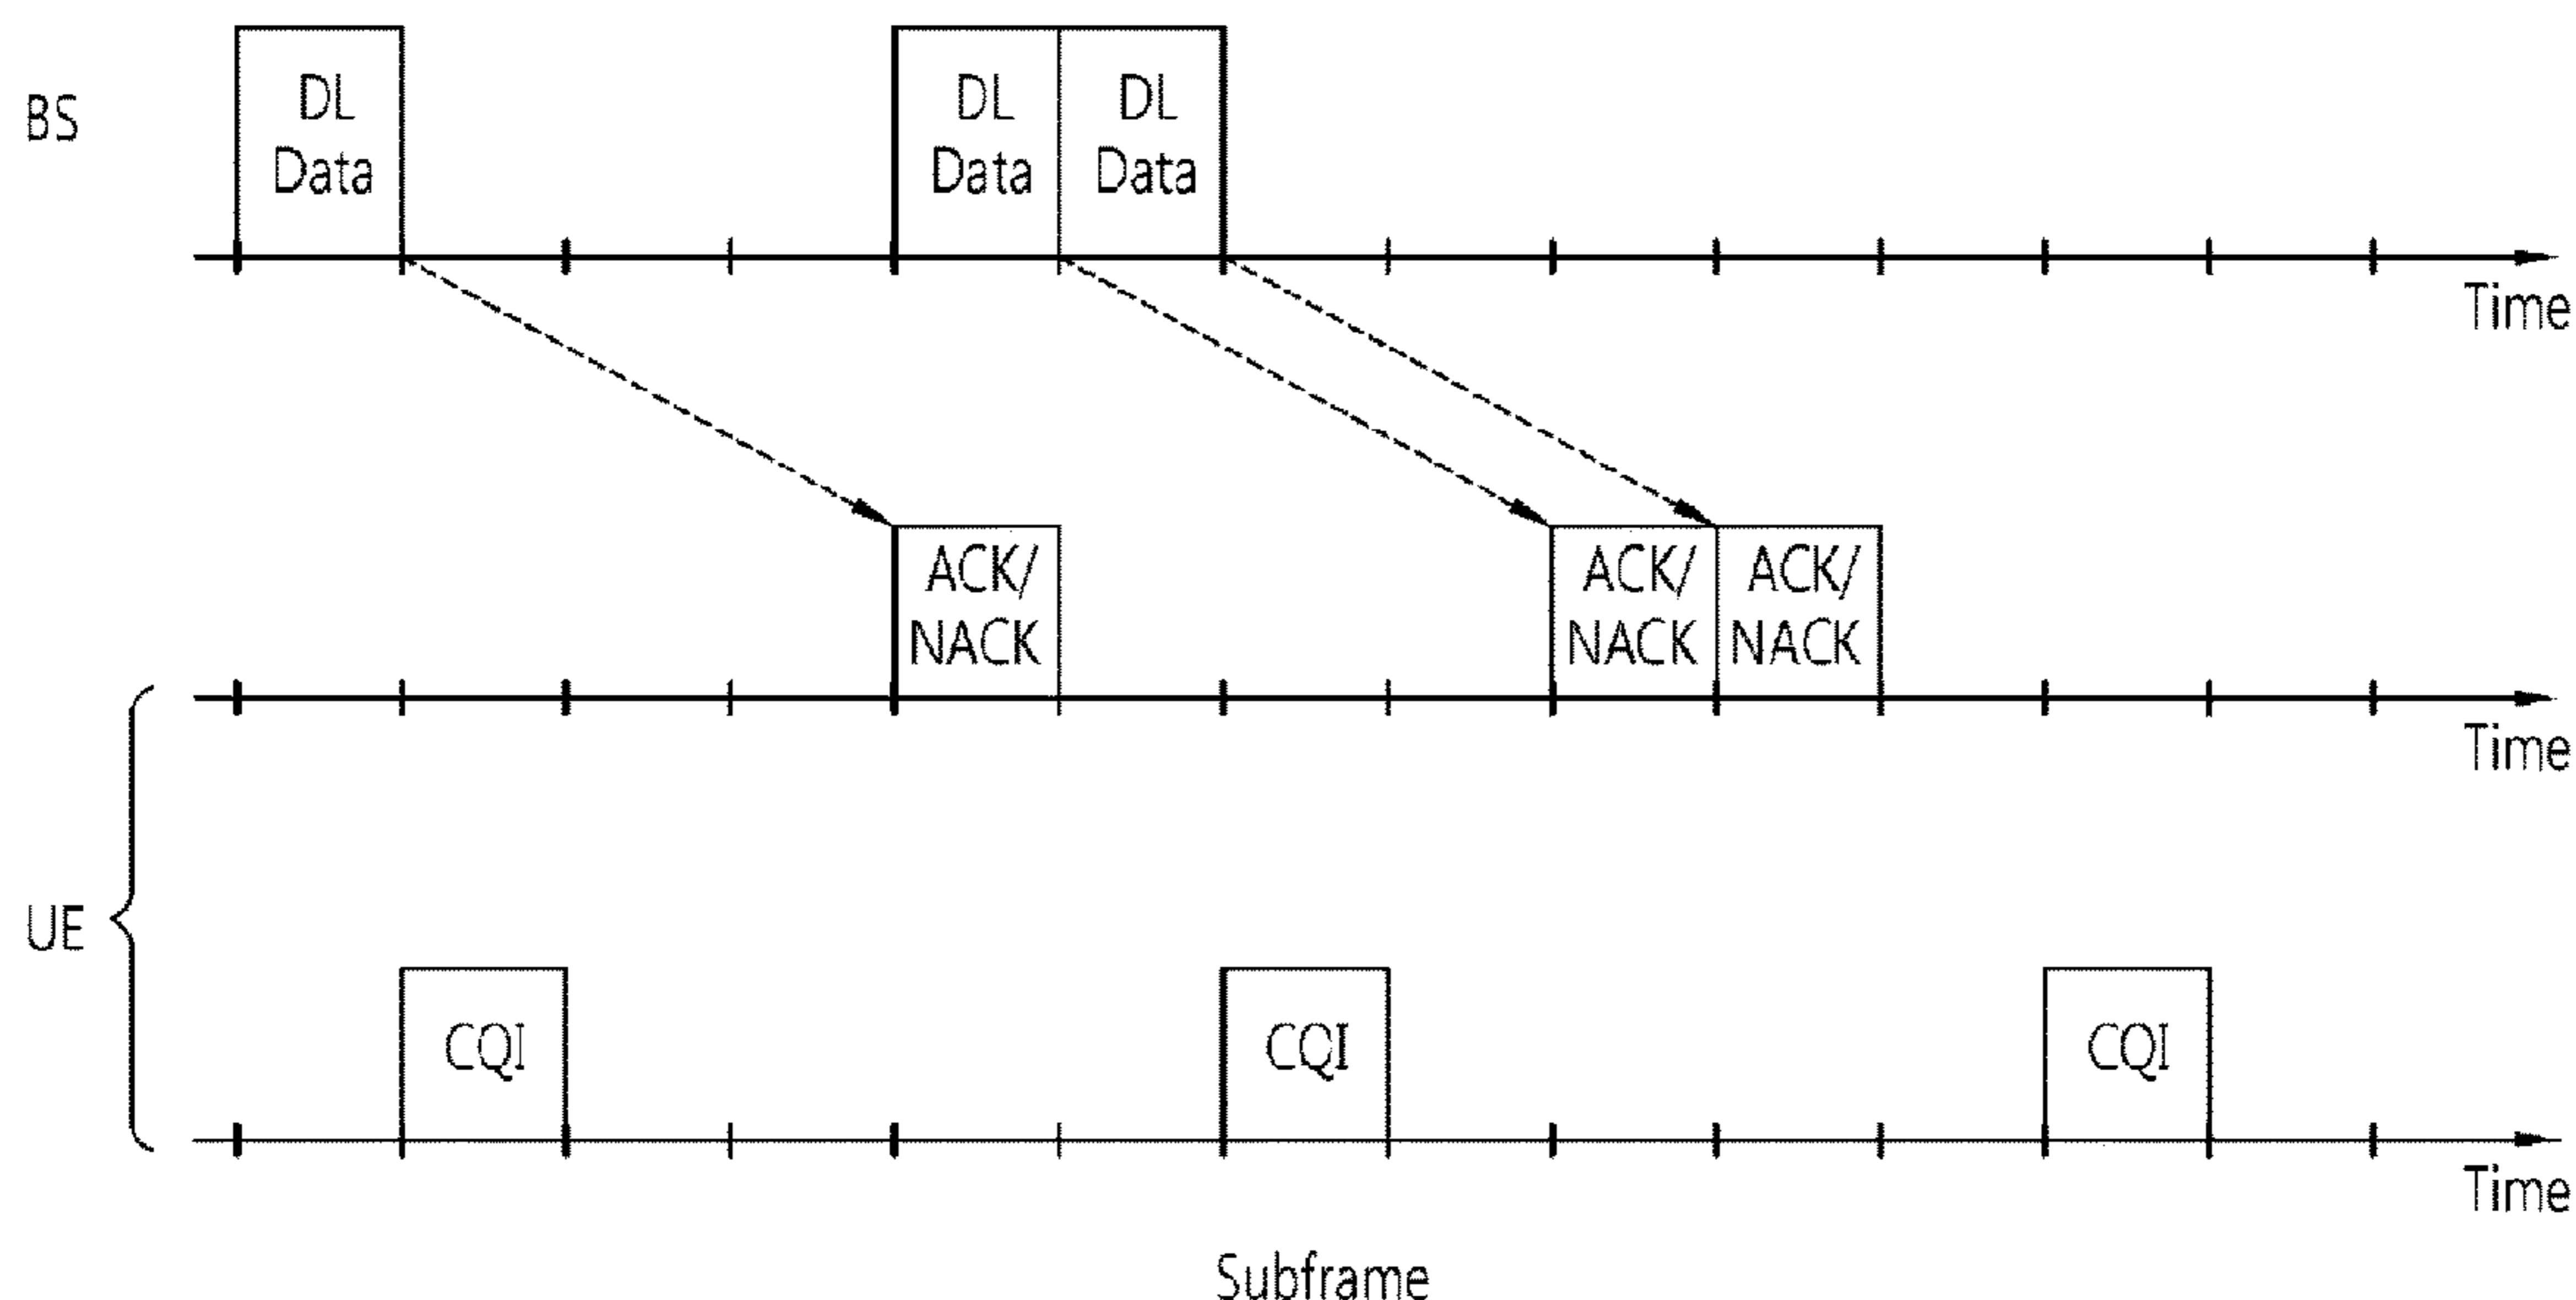 BS
DL
Data
DL
Data
DL
Data
Time
ACK/
NACK
ACK/
NACK
ACK/
NACK
Time
UE
CQI
CQI
CQI
Time
Subframe